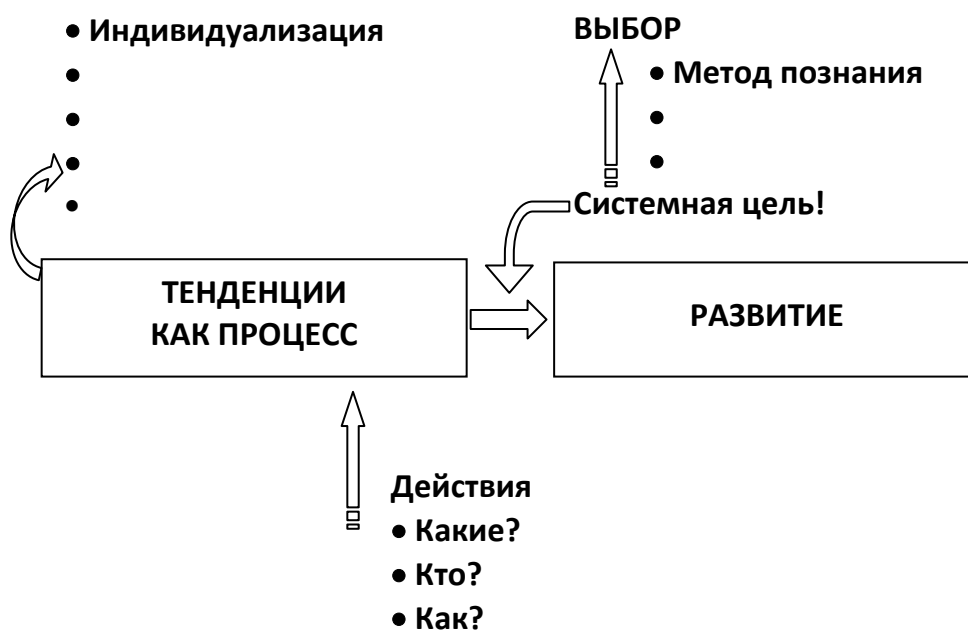 • Индивидуализация
•
•
•
•
ВЫБОР
• Метод познания
•
•
Системная цель!
ТЕНДЕНЦИИ
КАК ПРОЦЕСС
РАЗВИТИЕ
Действия
• Какие?
• Кто?
• Как?